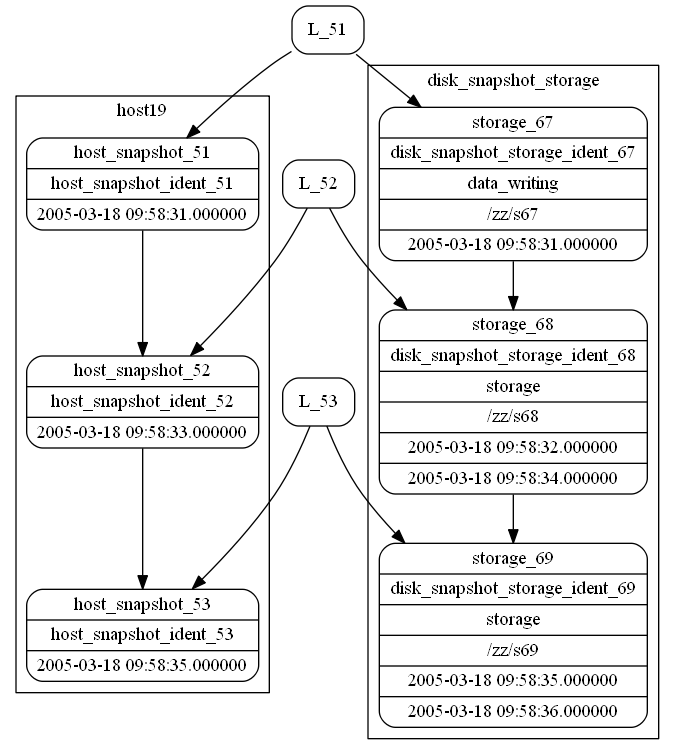 L_51
host19
host_snapshot_51
host_snapshot_ident_51
2005-03-18 09:58:31.000000
disk_snapshot_storage
storage_67
disk_snapshot_storage_ident_67
data_writing
/zz/s67
2005-03-18 09:58:31.000000
L_52
host_snapshot_52
host_snapshot_ident_52
2005-03-18 09:58:33.000000
storage_68
disk_snapshot_storage_ident_68
storage
/zz/s68
2005-03-18 09:58:32.000000
2005-03-18 09:58:34.000000
L_53
host_snapshot_53
host_snapshot_ident_53
2005-03-18 09:58:35.000000
storage_69
disk_snapshot_storage_ident_69
storage
/zz/s69
2005-03-18 09:58:35.000000
2005-03-18 09:58:36.000000